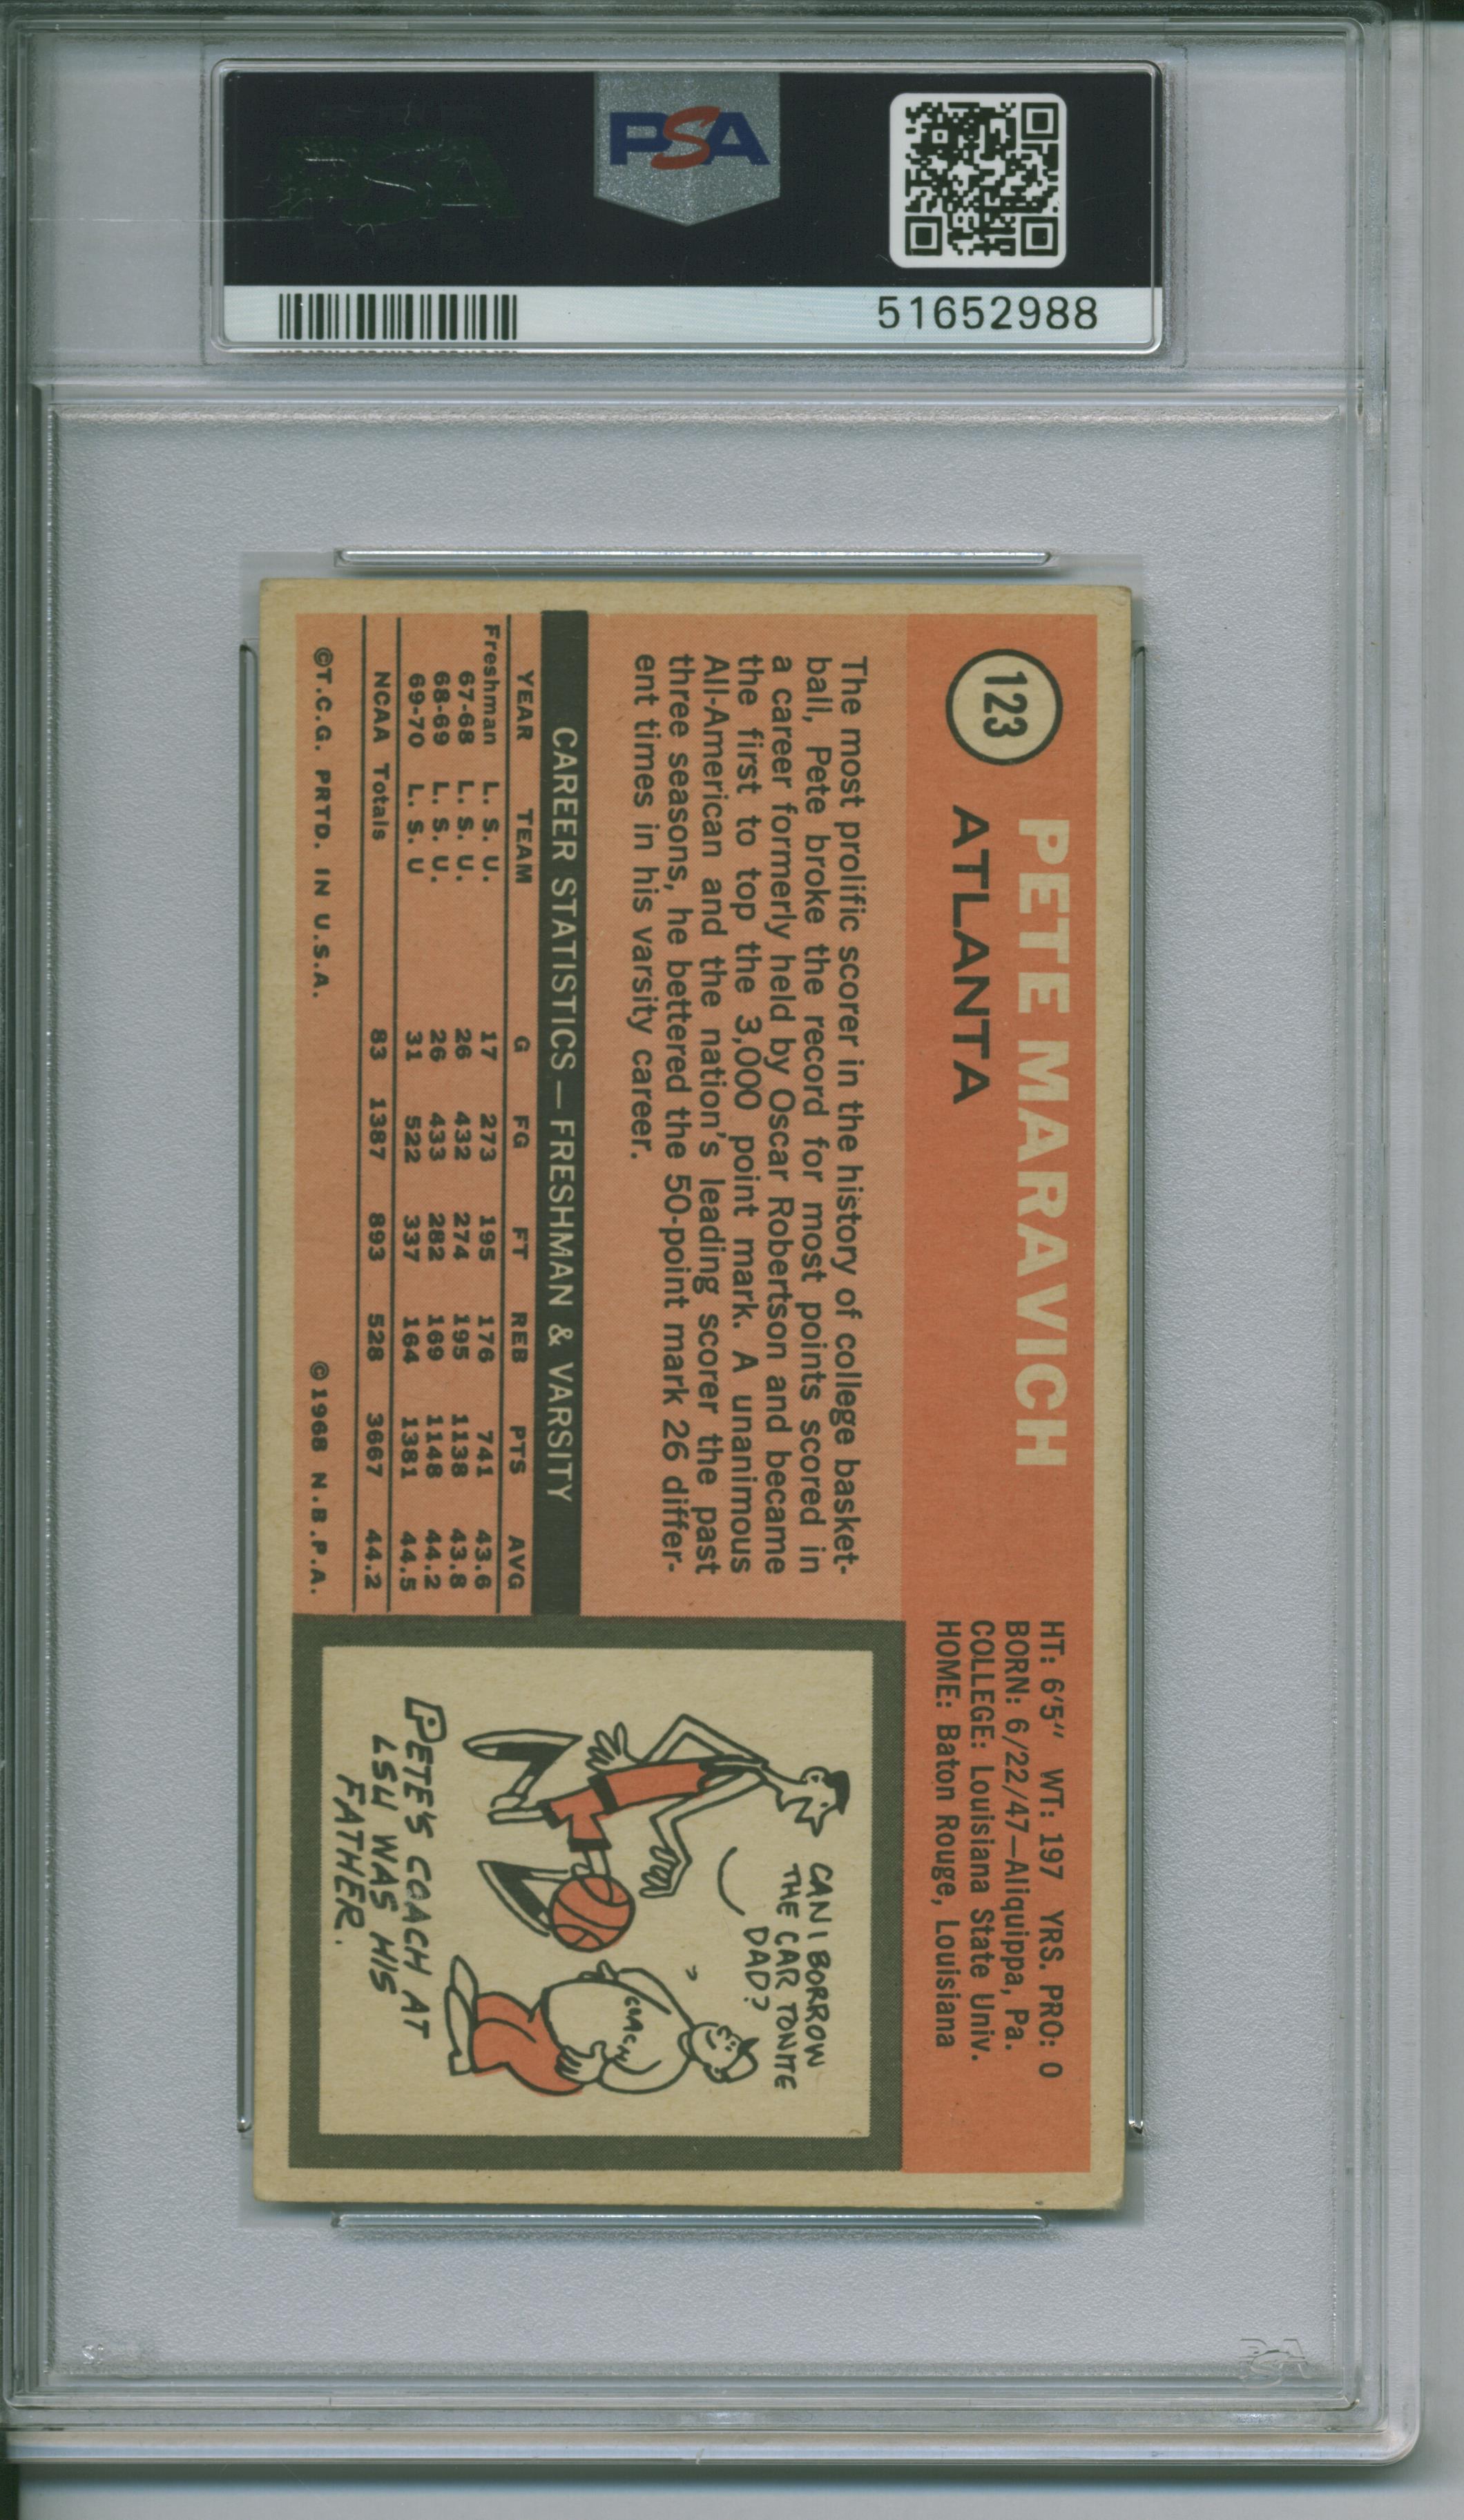 PSA
51652988
123
PETE MARAVICH
ATLANTA
HT: 6'5" WT: 197 YRS. PRO: 0
BORN: 6/22/47—Aliquippa, Pa.
COLLEGE: Louisiana State Univ.
HOME: Baton Rouge, Louisiana
The most prolific scorer in the history of college basket-
ball, Pete broke the record for most points scored in
a career formerly held by Oscar Robertson and became
the first to top the 3,000 point mark. A unanimous
All-American and the nation's leading scorer the past
three seasons, he bettered the 50-point mark 26 differ-
ent times in his varsity career.
CAREER STATISTICS—FRESHMAN & VARSITY
YEAR TEAM G FG FT REB PTS AVG
Freshman L. S. U. 17 273 195 176 741 43.6
67-68 L. S. U. 26 432 274 195 1138 43.8
68-69 L. S. U. 26 433 282 169 1148 44.2
69-70 L. S. U 31 522 337 164 1381 44.5
NCAA Totals 83 1387 893 528 3667 44.2
©T.C.G. PRTD. IN U.S.A. ©1968 N.B.P.A.
CAN I BORROW
THE CAR TONITE
DAD?
COACH
PETE'S COACH AT
LSU WAS HIS
FATHER.
PSA